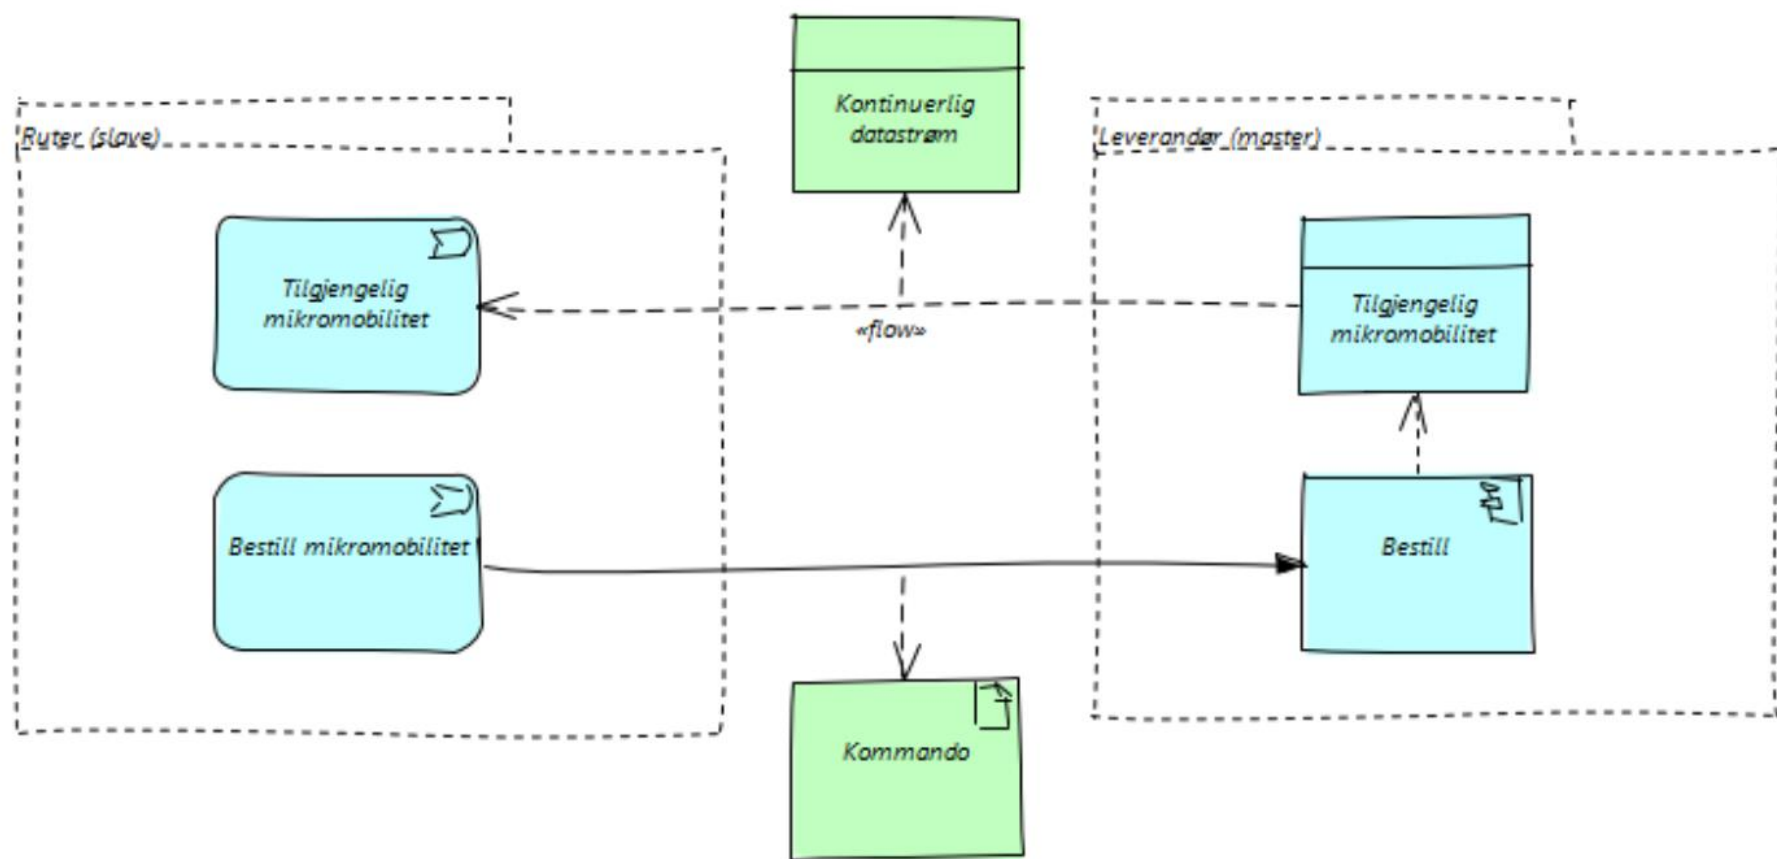 Kontinuerlig
datastrøm
Ruter (slave)
Leverandør (master)
Tilgjengelig
mikromobilitet
«flow»
Tilgjengelig
mikromobilitet
Bestill mikromobilitet
Bestill
Kommando